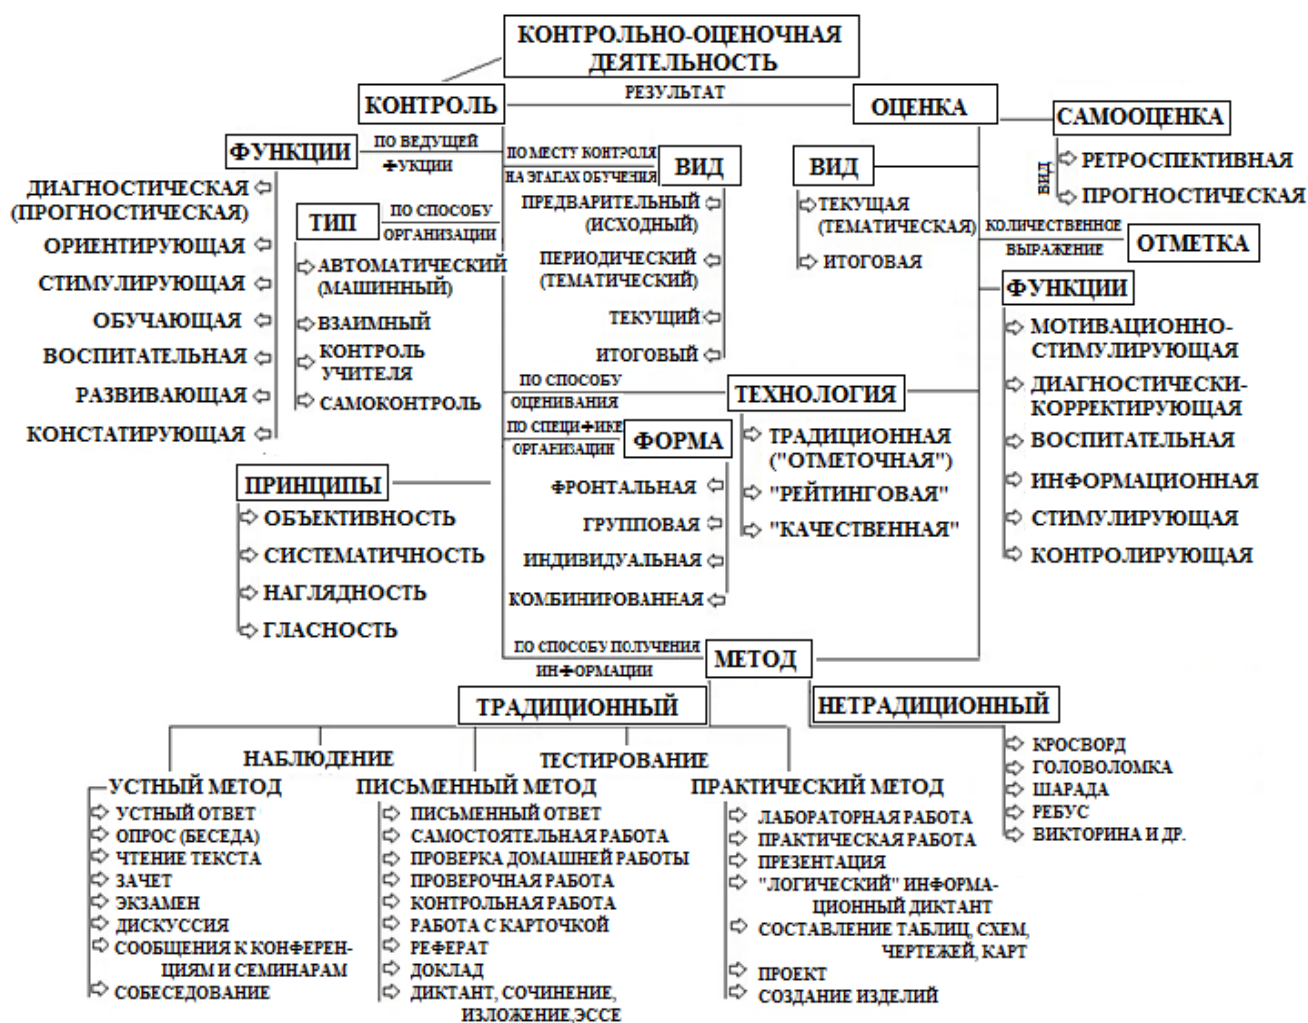 КОНТРОЛЬНО-ОЦЕНОЧНАЯ
ДЕЯТЕЛЬНОСТЬ
КОНТРОЛЬ
РЕЗУЛЬТАТ
ОЦЕНКА
САМООЦЕНКА
ВИД
РЕТРОСПЕКТИВНАЯ
ПРОГНОСТИЧЕСКАЯ
ФУНКЦИИ
ПО ВЕДУЩЕЙ
ФУКЦИИ
ДИАГНОСТИЧЕСКАЯ
(ПРОГНОСТИЧЕСКАЯ)
ОРИЕНТИРУЮЩАЯ
СТИМУЛИРУЮЩАЯ
ОБУЧАЮЩАЯ
ВОСПИТАТЕЛЬНАЯ
РАЗВИВАЮЩАЯ
КОНСТАТИРУЮЩАЯ
ТИП
ПО СПОСОБУ
ОРГАНИЗАЦИИ
АВТОМАТИЧЕСКИЙ
(МАШИННЫЙ)
ВЗАИМНЫЙ
КОНТРОЛЬ
УЧИТЕЛЯ
САМОКОНТРОЛЬ
ПО МЕСТУ КОНТРОЛЯ
НА ЭТАПАХ ОБУЧЕНИЯ
ВИД
ПРЕДВАРИТЕЛЬНЫЙ
(ИСХОДНЫЙ)
ПЕРИОДИЧЕСКИЙ
(ТЕМАТИЧЕСКИЙ)
ТЕКУЩИЙ
ИТОГОВЫЙ
ВИД
ТЕКУЩАЯ
(ТЕМАТИЧЕСКАЯ)
ИТОГОВАЯ
КОЛИЧЕСТВЕННОЕ
ВЫРАЖЕНИЕ
ОТМЕТКА
ФУНКЦИИ
МОТИВАЦИОННО-
СТИМУЛИРУЮЩАЯ
ДИАГНОСТИЧЕСКИ-
КОРРЕКТИРУЮЩАЯ
ВОСПИТАТЕЛЬНАЯ
ИНФОРМАЦИОННАЯ
СТИМУЛИРУЮЩАЯ
КОНТРОЛИРУЮЩАЯ
ПО СПОСОБУ
ОЦЕНИВАНИЯ
ТЕХНОЛОГИЯ
ТРАДИЦИОННАЯ
("ОТМЕТОЧНАЯ")
"РЕЙТИНГОВАЯ"
"КАЧЕСТВЕННАЯ"
ПО СПЕЦИФИКЕ
ОРГАНИЗАЦИИ
ФОРМА
ФРОНТАЛЬНАЯ
ГРУППОВАЯ
ИНДИВИДУАЛЬНАЯ
КОМБИНИРОВАННАЯ
ПРИНЦИПЫ
ОБЪЕКТИВНОСТЬ
СИСТЕМАТИЧНОСТЬ
НАГЛЯДНОСТЬ
ГЛАСНОСТЬ
ПО СПОСОБУ ПОЛУЧЕНИЯ
ИНФОРМАЦИИ
МЕТОД
ТРАДИЦИОННЫЙ
НЕТРАДИЦИОННЫЙ
НАБЛЮДЕНИЕ
ТЕСТИРОВАНИЕ
УСТНЫЙ МЕТОД
УСТНЫЙ ОТВЕТ
ОПРОС (БЕСЕДА)
ЧТЕНИЕ ТЕКСТА
ЗАЧЕТ
ЭКЗАМЕН
ДИСКУССИЯ
СООБЩЕНИЯ К КОНФЕРЕН-
ЦИЯМ И СЕМИНАРАМ
СОБЕСЕДОВАНИЕ
ПИСЬМЕННЫЙ МЕТОД
ПИСЬМЕННЫЙ ОТВЕТ
САМОСТОЯТЕЛЬНАЯ РАБОТА
ПРОВЕРКА ДОМАШНЕЙ РАБОТЫ
ПРОВЕРОЧНАЯ РАБОТА
КОНТРОЛЬНАЯ РАБОТА
РАБОТА С КАРТОЧКОЙ
РЕФЕРАТ
ДОКЛАД
ДИКТАНТ, СОЧИНЕНИЕ,
ИЗЛОЖЕНИЕ,ЭССЕ
ПРАКТИЧЕСКИЙ МЕТОД
ЛАБОРАТОРНАЯ РАБОТА
ПРАКТИЧЕСКАЯ РАБОТА
ПРЕЗЕНТАЦИЯ
"ЛОГИЧЕСКИЙ" ИНФОРМА-
ЦИОННЫЙ ДИКТАНТ
СОСТАВЛЕНИЕ ТАБЛИЦ, СХЕМ,
ЧЕРТЕЖЕЙ, КАРТ
ПРОЕКТ
СОЗДАНИЕ ИЗДЕЛИЙ
КРОСВОРД
ГОЛОВОЛОМКА
ШАРАДА
РЕБУС
ВИКТОРИНА И ДР.